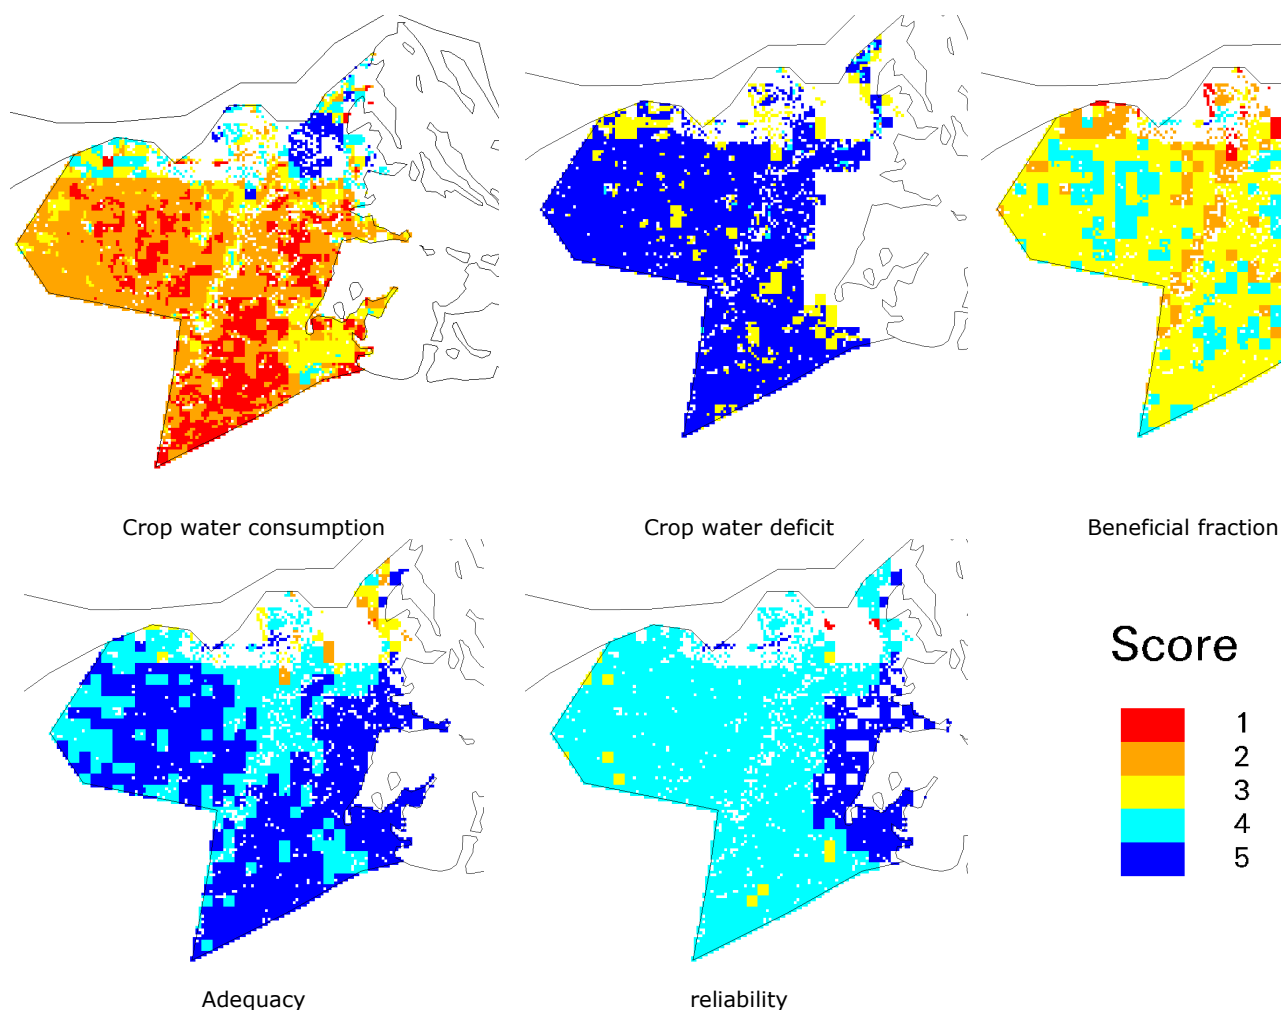 Crop water consumption
Crop water deficit
Beneficial fraction
Score
1
2
3
4
5
Adequacy
reliability